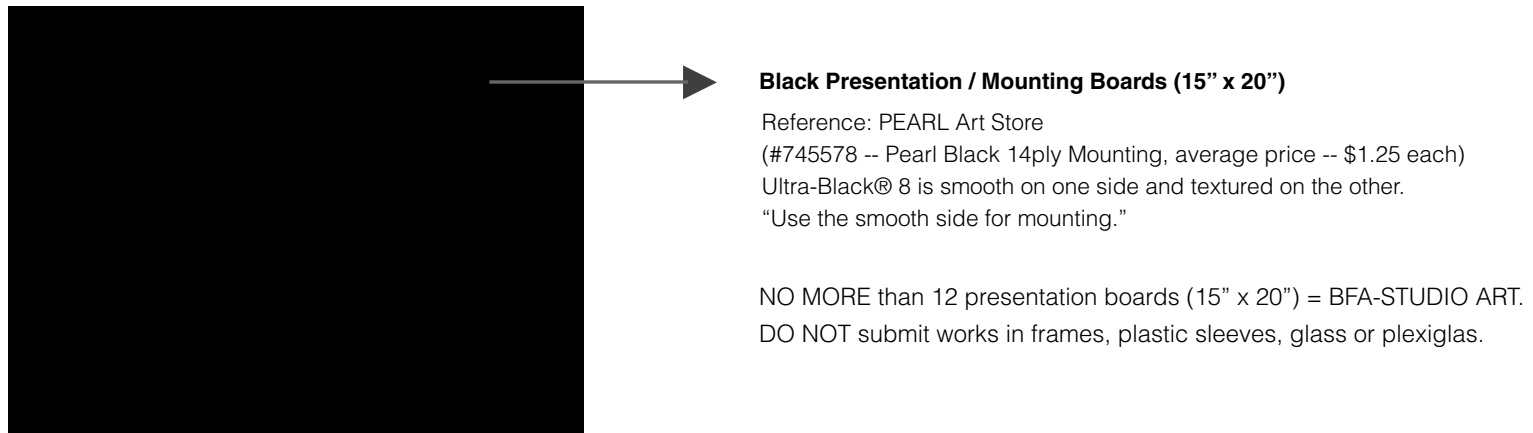 Black Presentation / Mounting Boards (15” x 20”)
Reference: PEARL Art Store
(#745578 -- Pearl Black 14ply Mounting, average price -- $1.25 each)
Ultra-Black® 8 is smooth on one side and textured on the other.
“Use the smooth side for mounting.”
NO MORE than 12 presentation boards (15” x 20”) = BFA-STUDIO ART.
DO NOT submit works in frames, plastic sleeves, glass or plexiglas.